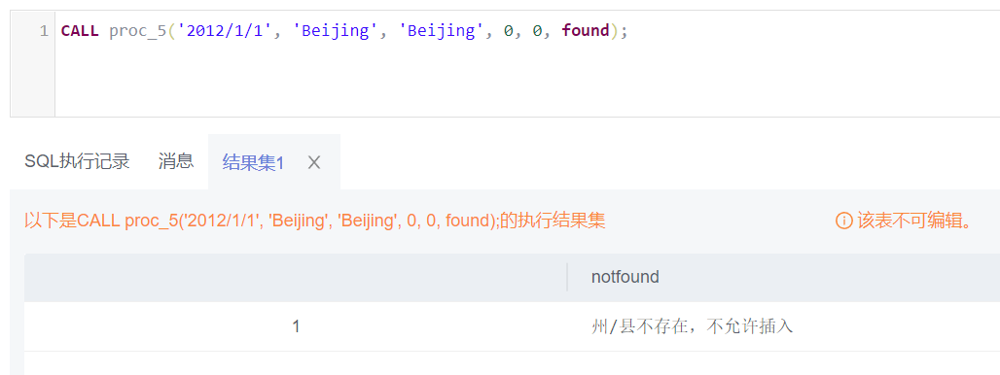 1 CALL proc_5('2012/1/1', 'Beijing', 'Beijing', 0, 0, found);
SQL执行记录 消息 结果集1 X
以下是CALL proc_5('2012/1/1', 'Beijing', 'Beijing', 0, 0, found);的执行结果集 该表不可编辑。
notfound
1 州/县不存在，不允许插入